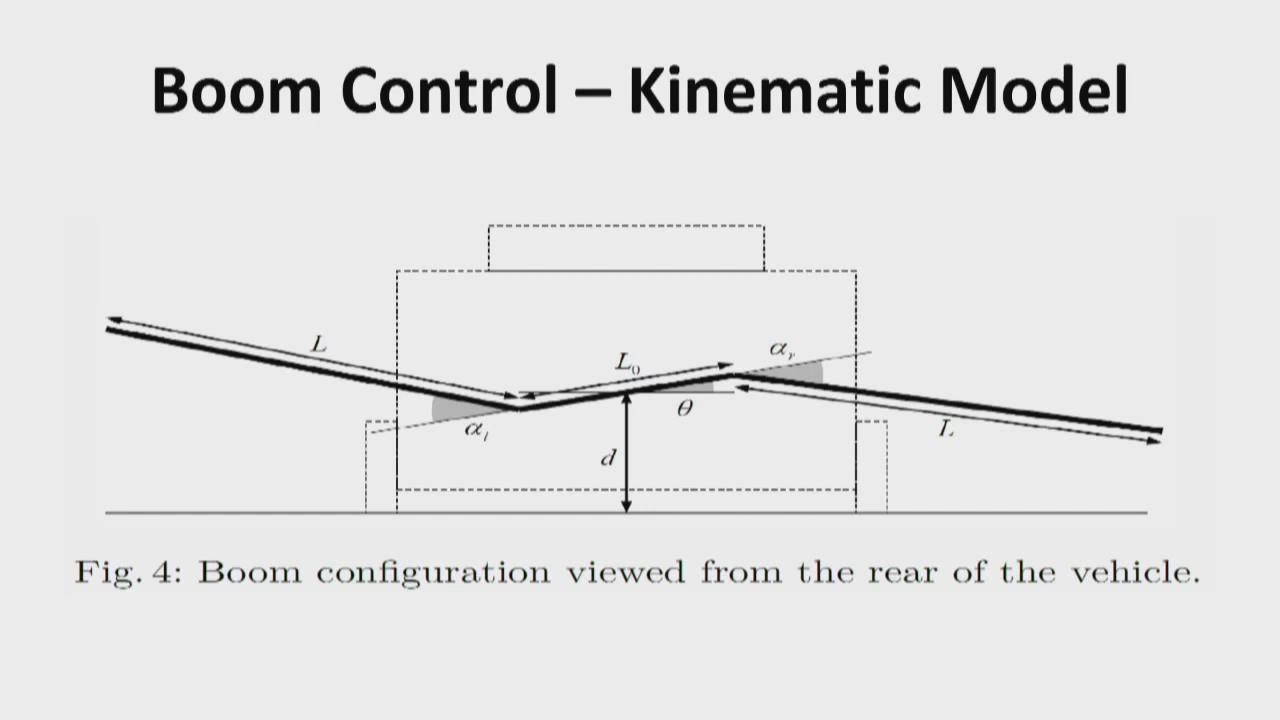 Boom Control – Kinematic Model
L
L₀
αᵣ
θ
αₗ
L
d
Fig. 4: Boom configuration viewed from the rear of the vehicle.